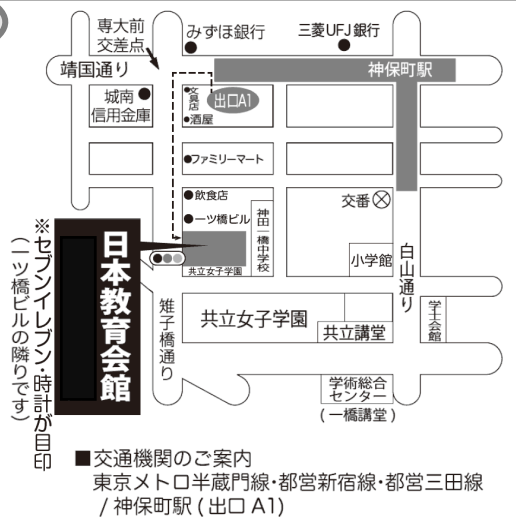 専大前
交差点
みずほ銀行
三菱UFJ銀行
靖国通り
神保町駅
城南
信用金庫
文具店
出口A1
酒屋
ファミリーマート
飲食店
一ツ橋ビル
神田一橋中学校
交番
小学館
白山通り
共立女子学園
日本教育会館
※セブンイレブン・時計が目印
(一ツ橋ビルの隣りです)
雉子橋通り
共立女子学園
共立講堂
学士会館
学術総合
センター
(一橋講堂)
■交通機関のご案内
東京メトロ半蔵門線・都営新宿線・都営三田線
/ 神保町駅 ( 出口 A1)